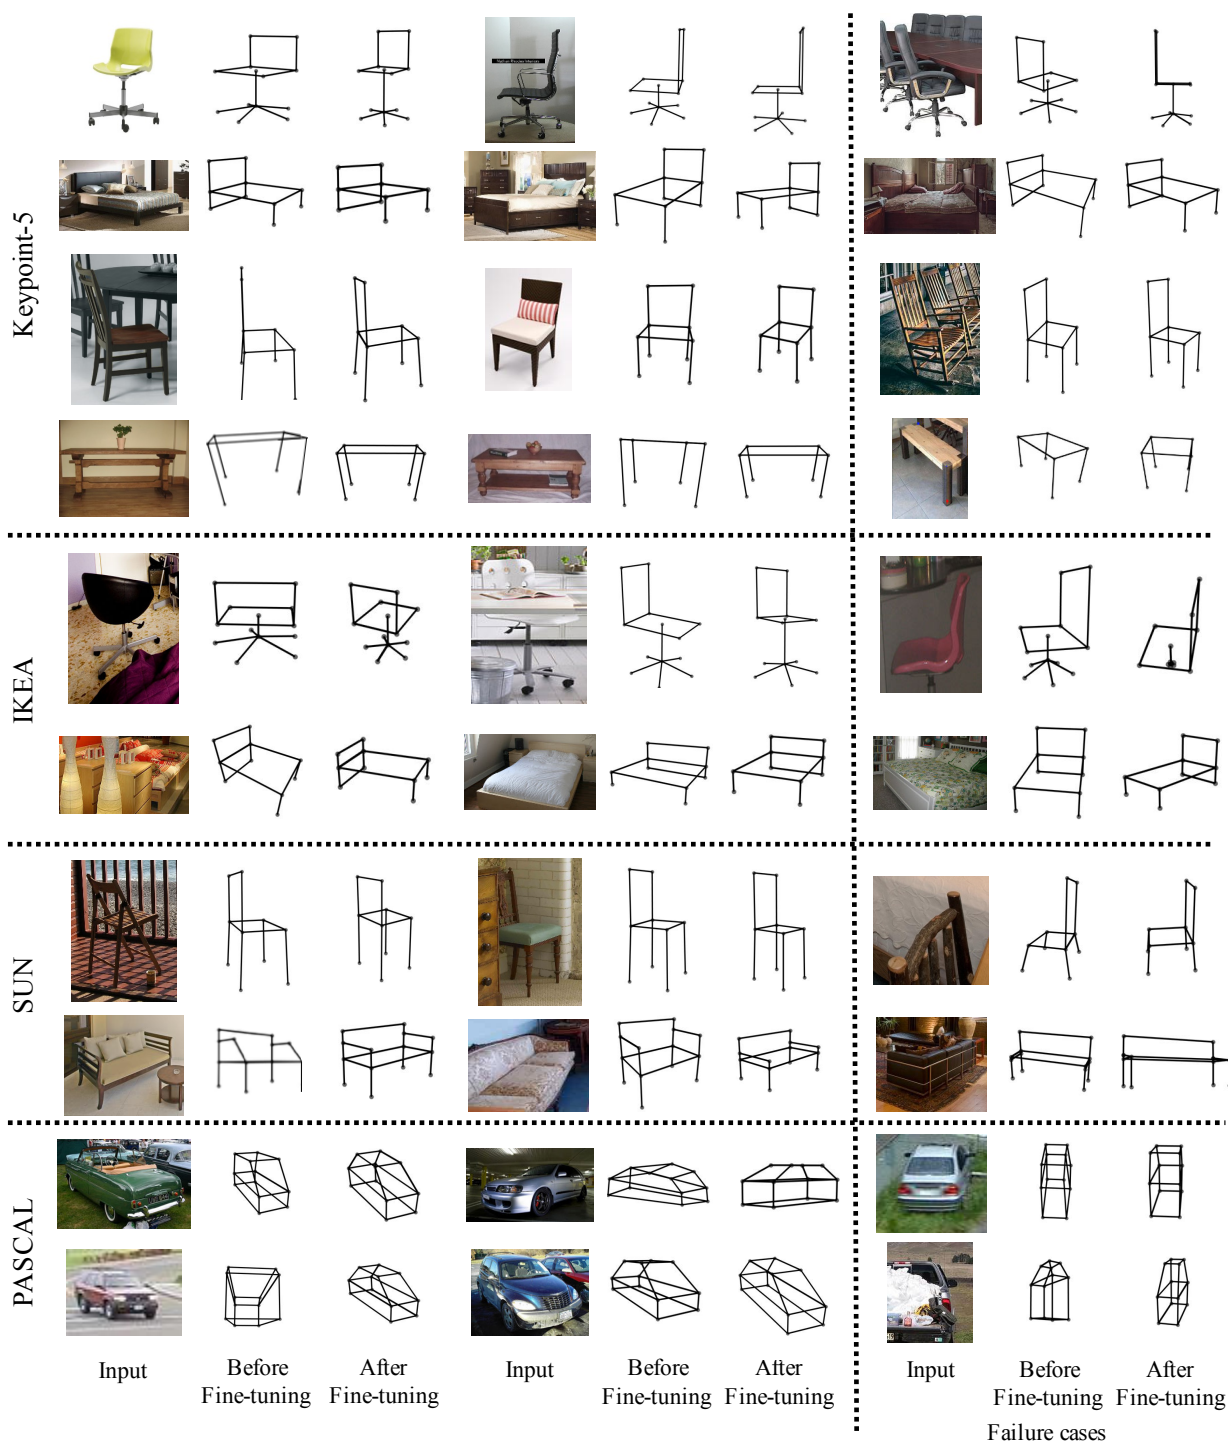 Keypoint-5
IKEA
SUN
PASCAL
Input
Before
Fine-tuning
After
Fine-tuning
Input
Before
Fine-tuning
After
Fine-tuning
Input
Before
Fine-tuning
After
Fine-tuning
Failure cases